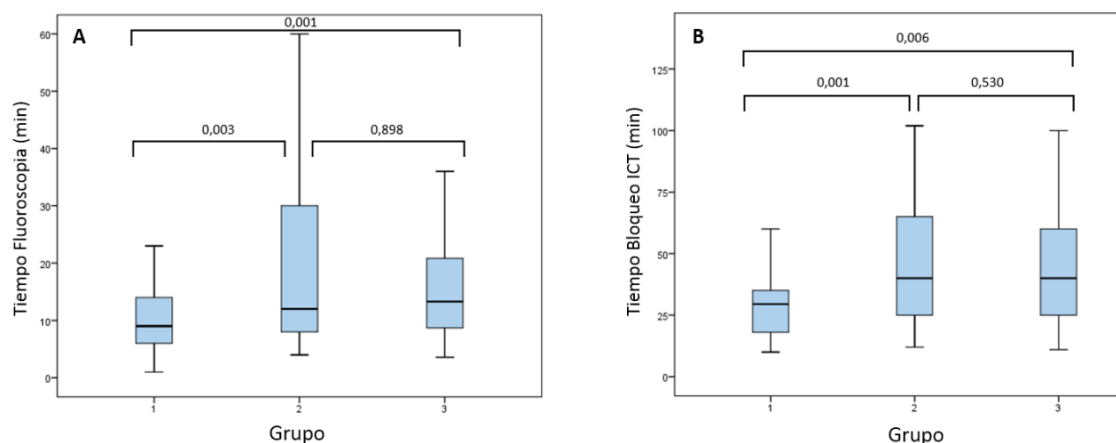 A
0,001
0,003
0,898
Tiempo Fluoroscopia (min)
60
50
40
30
20
10
0
1 2 3
Grupo
B
0,006
0,001
0,530
Tiempo Bloqueo ICT (min)
125
100
75
50
25
0
1 2 3
Grupo